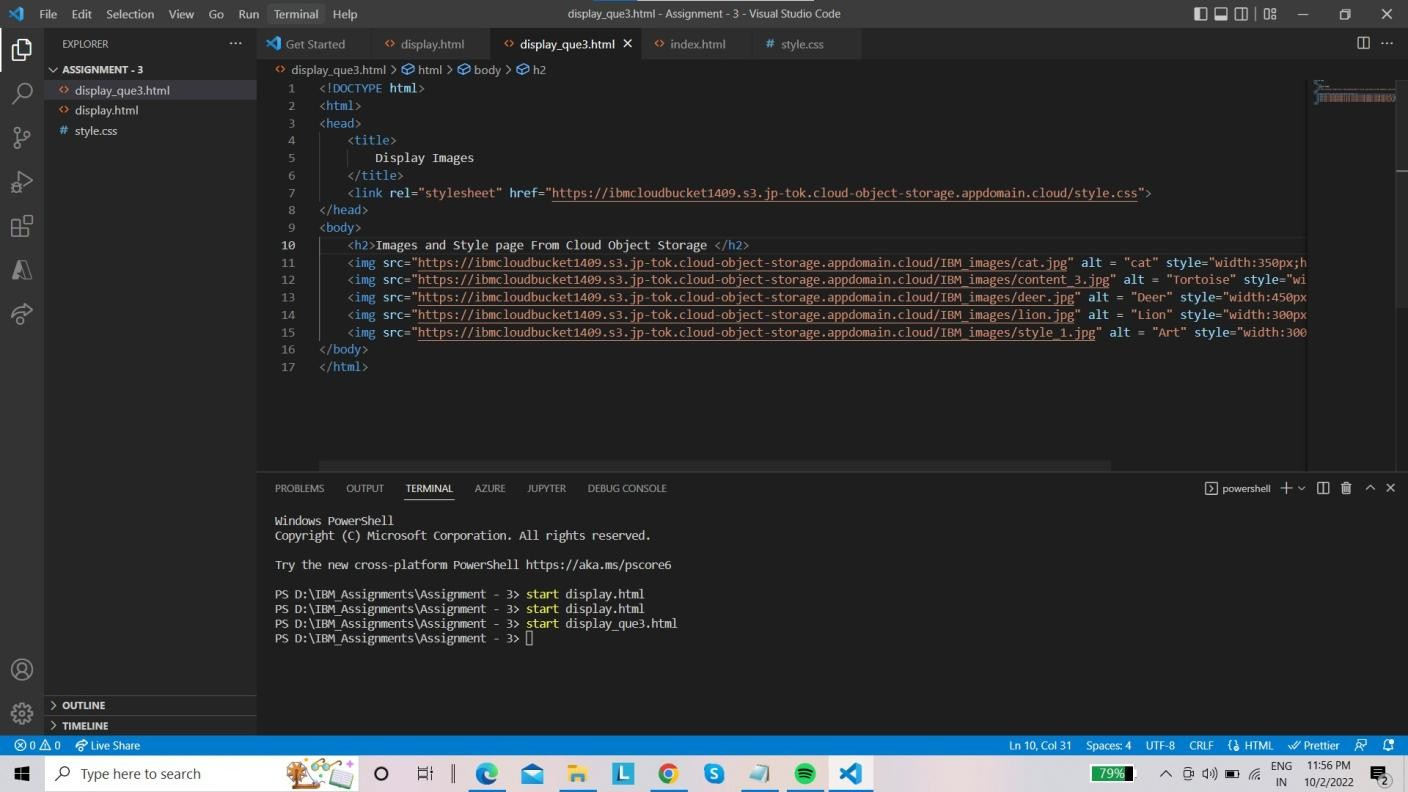 File Edit Selection View Go Run Terminal Help
display_que3.html - Assignment - 3 - Visual Studio Code
EXPLORER ···
ASSIGNMENT - 3
display_que3.html
display.html
style.css
OUTLINE
TIMELINE
Get Started display.html display_que3.html index.html # style.css
display_que3.html > html > body > h2
1 <!DOCTYPE html>
2 <html>
3 <head>
4 <title>
5 Display Images
6 </title>
7 <link rel="stylesheet" href="https://ibmcloudbucket1409.s3.jp-tok.cloud-object-storage.appdomain.cloud/style.css">
8 </head>
9 <body>
10 <h2>Images and Style page From Cloud Object Storage </h2>
11 <img src="https://ibmcloudbucket1409.s3.jp-tok.cloud-object-storage.appdomain.cloud/IBM_images/cat.jpg" alt = "cat" style="width:350px;h
12 <img src="https://ibmcloudbucket1409.s3.jp-tok.cloud-object-storage.appdomain.cloud/IBM_images/content_3.jpg" alt = "Tortoise" style="wi
13 <img src="https://ibmcloudbucket1409.s3.jp-tok.cloud-object-storage.appdomain.cloud/IBM_images/deer.jpg" alt = "Deer" style="width:450px
14 <img src="https://ibmcloudbucket1409.s3.jp-tok.cloud-object-storage.appdomain.cloud/IBM_images/lion.jpg" alt = "Lion" style="width:300px
15 <img src="https://ibmcloudbucket1409.s3.jp-tok.cloud-object-storage.appdomain.cloud/IBM_images/style_1.jpg" alt = "Art" style="width:300
16 </body>
17 </html>
PROBLEMS OUTPUT TERMINAL AZURE JUPYTER DEBUG CONSOLE
powershell
Windows PowerShell
Copyright (C) Microsoft Corporation. All rights reserved.
Try the new cross-platform PowerShell https://aka.ms/pscore6
PS D:\IBM_Assignments\Assignment - 3> start display.html
PS D:\IBM_Assignments\Assignment - 3> start display.html
PS D:\IBM_Assignments\Assignment - 3> start display_que3.html
PS D:\IBM_Assignments\Assignment - 3>
0 0 Live Share
Ln 10, Col 31 Spaces: 4 UTF-8 CRLF HTML Prettier
Type here to search
L S
79%
ENG
IN
11:56 PM
10/2/2022
2